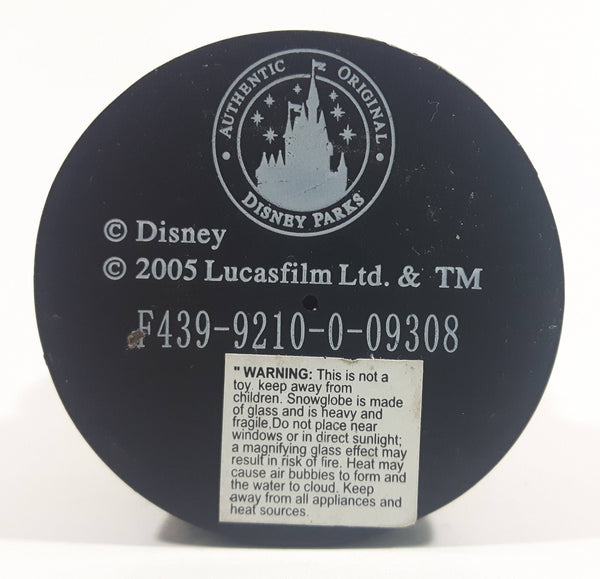 AUTHENTIC ORIGINAL
DISNEY PARKS
© Disney
© 2005 Lucasfilm Ltd. & TM
F439-9210-0-09308
" WARNING: This is not a
toy. keep away from
children. Snowglobe is made
of glass and is heavy and
fragile.Do not place near
windows or in direct sunlight;
a magnifying glass effect may
result in risk of fire. Heat may
cause air bubbles to form and
the water to cloud. Keep
away from all appliances and
heat sources.